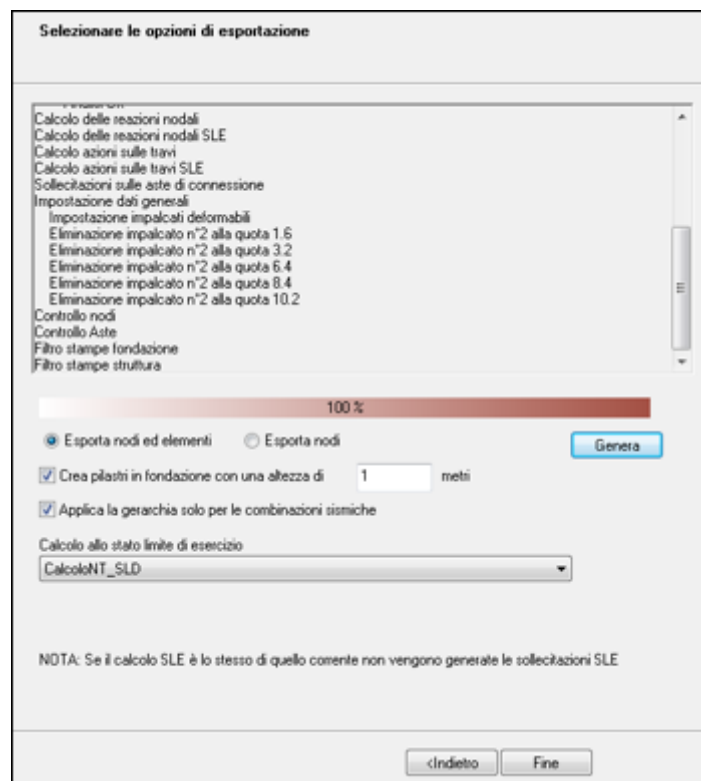 Selezionare le opzioni di esportazione
Calcolo delle reazioni nodali
Calcolo delle reazioni nodali SLE
Calcolo azioni sulle travi
Calcolo azioni sulle travi SLE
Sollecitazioni sulle aste di connessione
Impostazione dati generali
Impostazione impalcati deformabili
Eliminazione impalcato n°2 alla quota 1.6
Eliminazione impalcato n°2 alla quota 3.2
Eliminazione impalcato n°2 alla quota 6.4
Eliminazione impalcato n°2 alla quota 8.4
Eliminazione impalcato n°2 alla quota 10.2
Controllo nodi
Controllo Aste
Filtro stampe fondazione
Filtro stampe struttura
100 %
Esporta nodi ed elementi Esporta nodi Genera
Crea pilastri in fondazione con una altezza di 1 metri
Applica la gerarchia solo per le combinazioni sismiche
Calcolo allo stato limite di esercizio
CalcoloNT_SLD
NOTA: Se il calcolo SLE è lo stesso di quello corrente non vengono generate le sollecitazioni SLE
<Indietro Fine